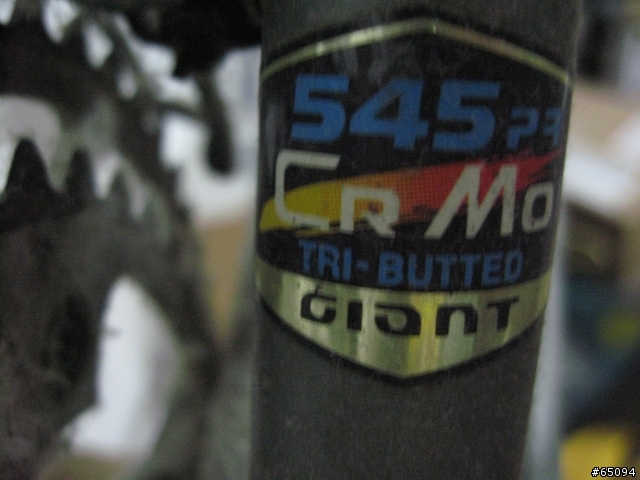 545
CR MO
TRI-BUTTED
GIANT
#65094